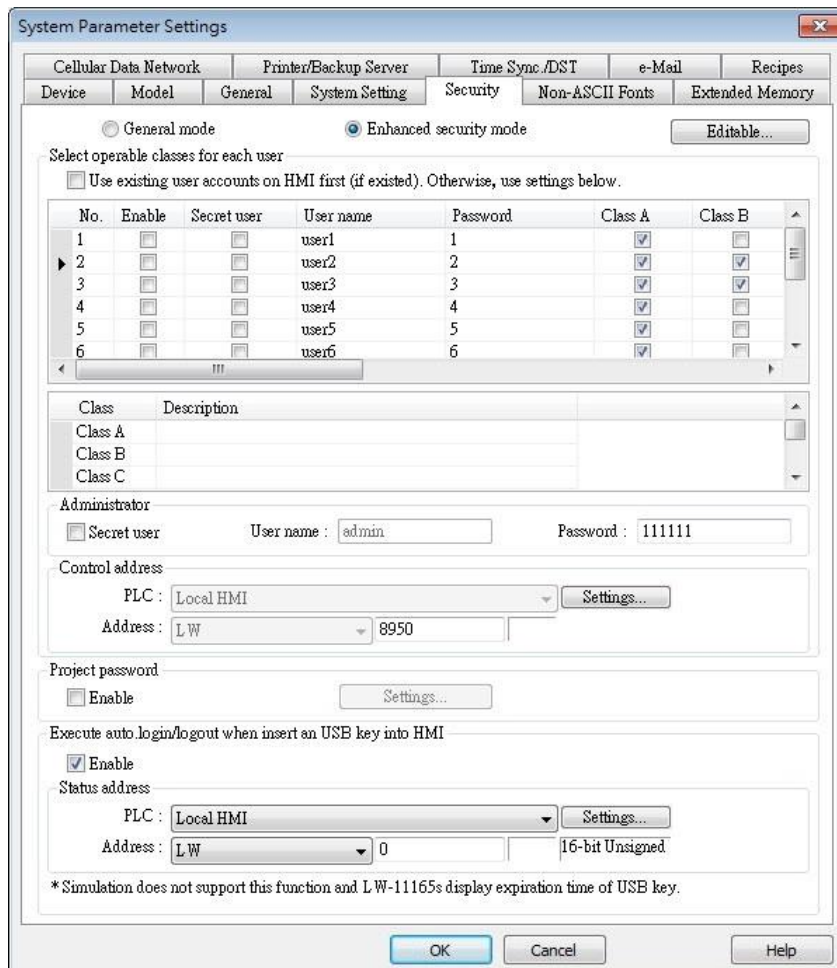 System Parameter Settings
Cellular Data Network Printer/Backup Server Time Sync./DST e-Mail Recipes
Device Model General System Setting Security Non-ASCII Fonts Extended Memory
General mode Enhanced security mode Editable...
Select operable classes for each user
Use existing user accounts on HMI first (if existed). Otherwise, use settings below.
No. Enable Secret user User name Password Class A Class B
1 user1 1
2 user2 2
3 user3 3
4 user4 4
5 user5 5
6 user6 6
Class Description
Class A
Class B
Class C
Administrator
Secret user User name : admin Password : 111111
Control address
PLC : Local HMI Settings...
Address : LW 8950
Project password
Enable Settings...
Execute auto.login/logout when insert an USB key into HMI
Enable
Status address
PLC : Local HMI Settings...
Address : LW 0 16-bit Unsigned
* Simulation does not support this function and LW-11165s display expiration time of USB key.
OK Cancel Help